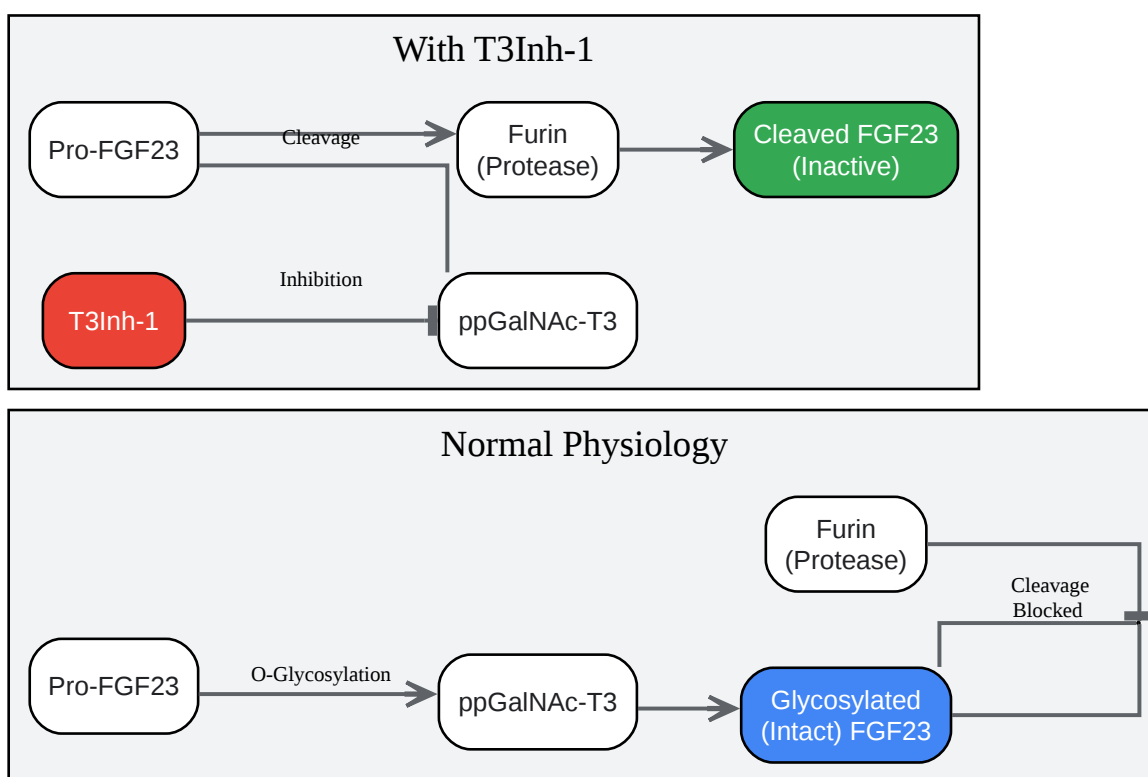 With T3Inh-1
Pro-FGF23
Cleavage
Furin
(Protease)
Cleaved FGF23
(Inactive)
T3Inh-1
Inhibition
ppGalNAc-T3
Normal Physiology
Furin
(Protease)
Cleavage
Blocked
Pro-FGF23
O-Glycosylation
ppGalNAc-T3
Glycosylated
(Intact) FGF23